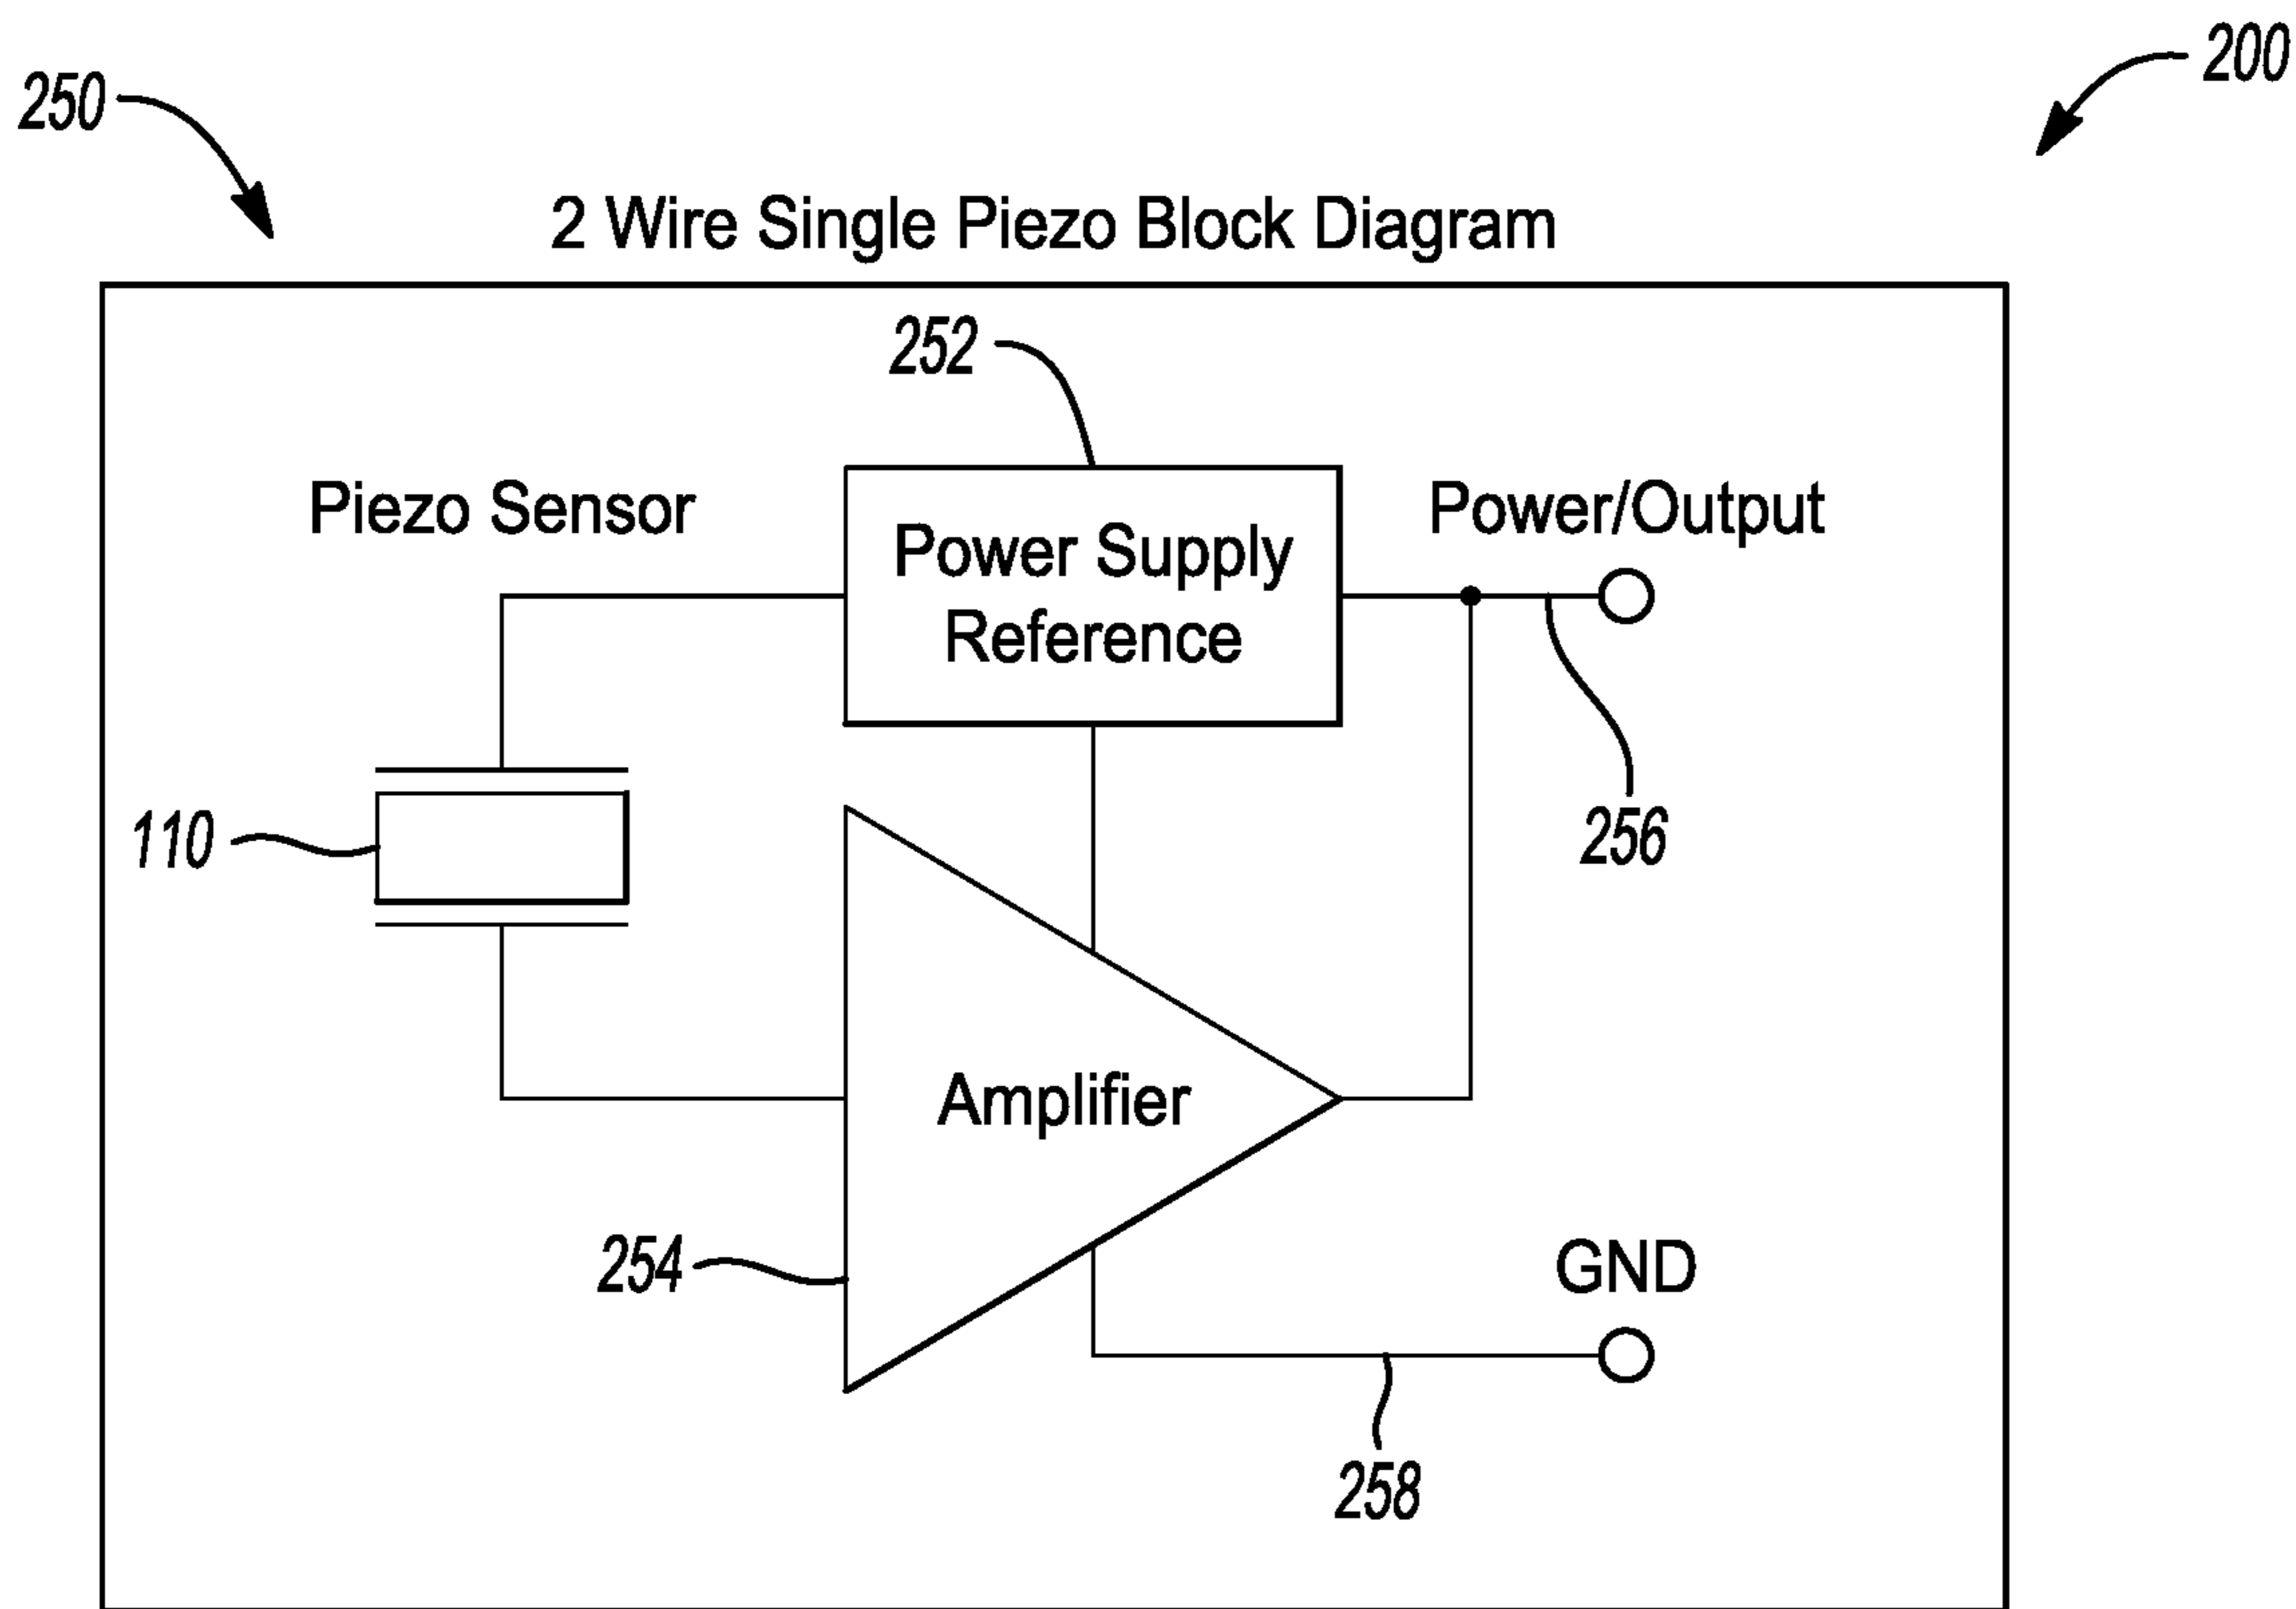 250
200
2 Wire Single Piezo Block Diagram
252
Piezo Sensor
Power Supply
Reference
Power/Output
110
256
Amplifier
254
GND
258